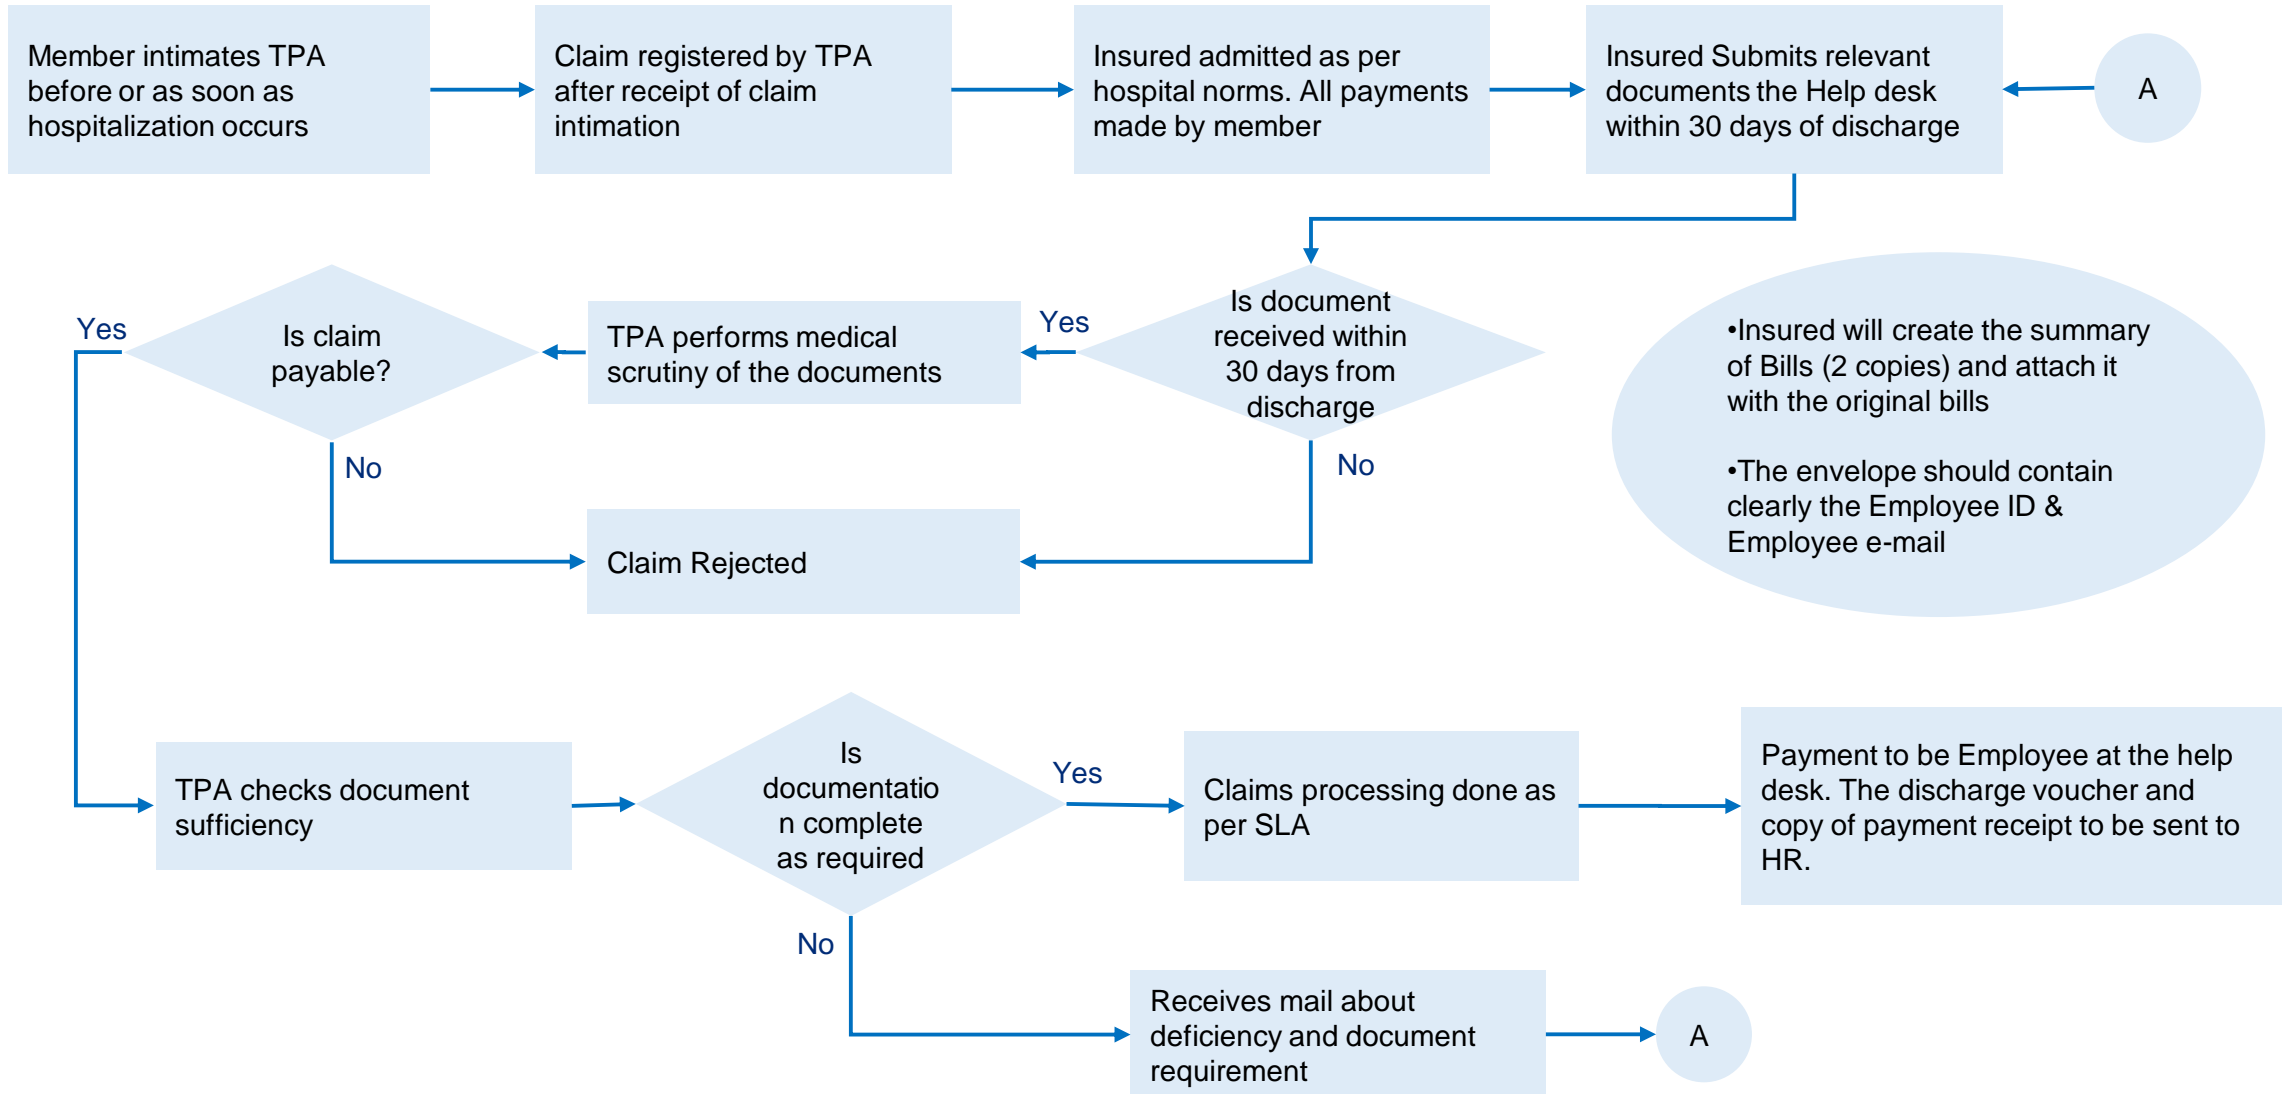 Member intimates TPA
before or as soon as
hospitalization occurs
Claim registered by TPA
after receipt of claim
intimation
Insured admitted as per
hospital norms. All payments
made by member
Insured Submits relevant
documents the Help desk
within 30 days of discharge
A
Is document
received within
30 days from
discharge
Yes
No
TPA performs medical
scrutiny of the documents
Is claim
payable?
Yes
No
Claim Rejected
•Insured will create the summary
of Bills (2 copies) and attach it
with the original bills
•The envelope should contain
clearly the Employee ID &
Employee e-mail
TPA checks document
sufficiency
Is
documentatio
n complete
as required
Yes
No
Claims processing done as
per SLA
Payment to be Employee at the help
desk. The discharge voucher and
copy of payment receipt to be sent to
HR.
Receives mail about
deficiency and document
requirement
A